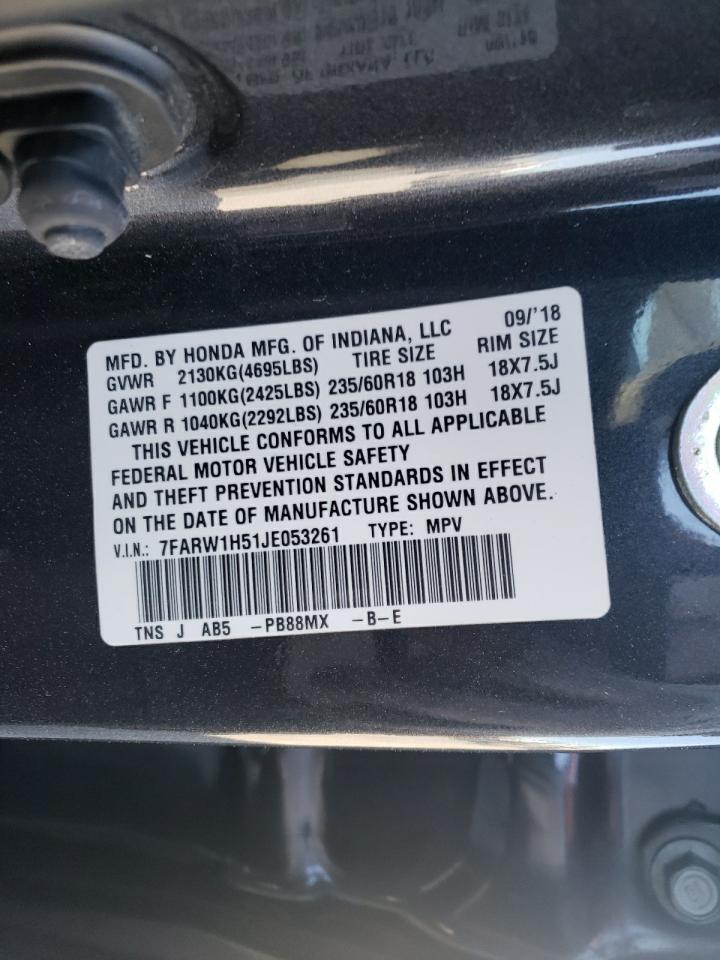 MFD. BY HONDA MFG. OF INDIANA, LLC 09/'18
GVWR 2130KG(4695LBS) TIRE SIZE RIM SIZE
GAWR F 1100KG(2425LBS) 235/60R18 103H 18X7.5J
GAWR R 1040KG(2292LBS) 235/60R18 103H 18X7.5J
THIS VEHICLE CONFORMS TO ALL APPLICABLE
FEDERAL MOTOR VEHICLE SAFETY
AND THEFT PREVENTION STANDARDS IN EFFECT
ON THE DATE OF MANUFACTURE SHOWN ABOVE.
V.I.N.: 7FARW1H51JE053261 TYPE: MPV
TNS J AB5 -PB88MX -B-E